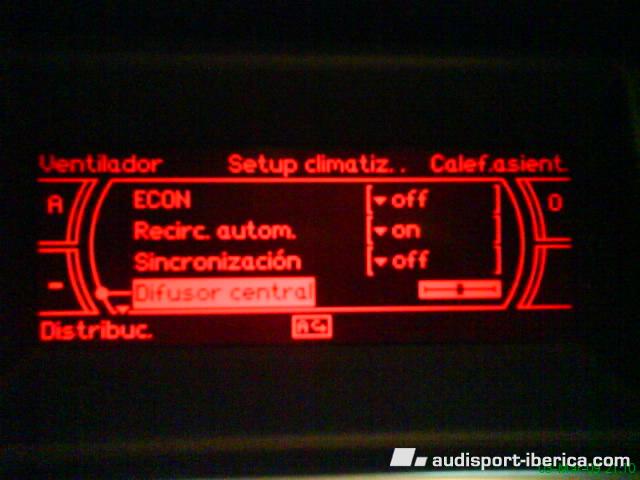 Ventilador Setup climatiz.. Calef.asient.
A ECON off 0
Recirc. autom. on
Sincronización off
- Difusor central
Distribuc.
audisport-iberica.com